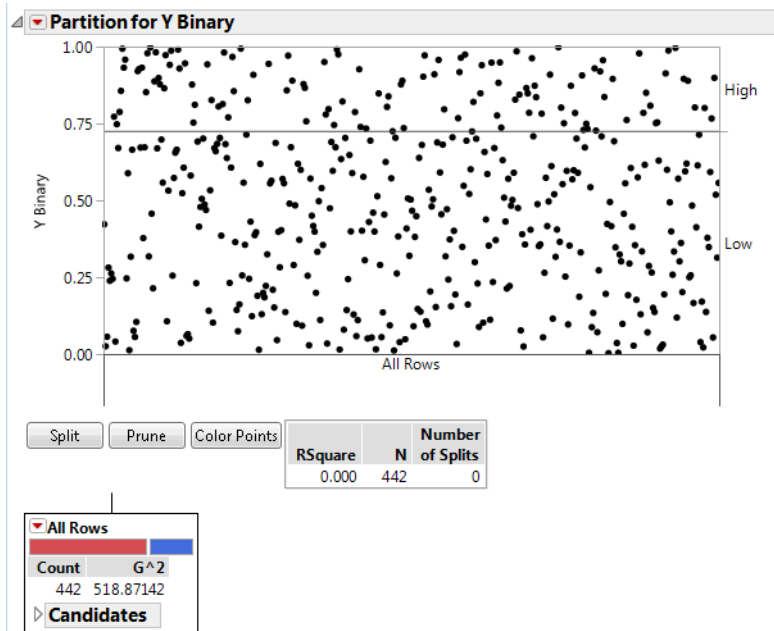 Partition for Y Binary
1.00
0.75
0.50
0.25
0.00
Y Binary
High
Low
All Rows
Split Prune Color Points
RSquare N Number of Splits
0.000 442 0
All Rows
Count G^2
442 518.87142
Candidates